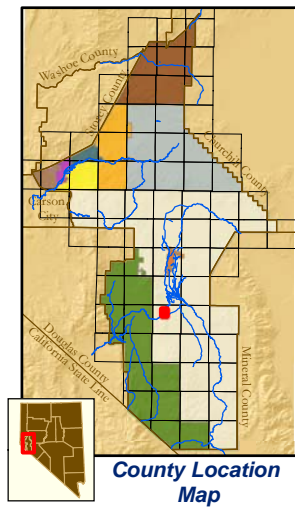 Washoe County
Storey County
Churchill County
Carson
City
Douglas County
California State Line
Mineral County
County Location
Map